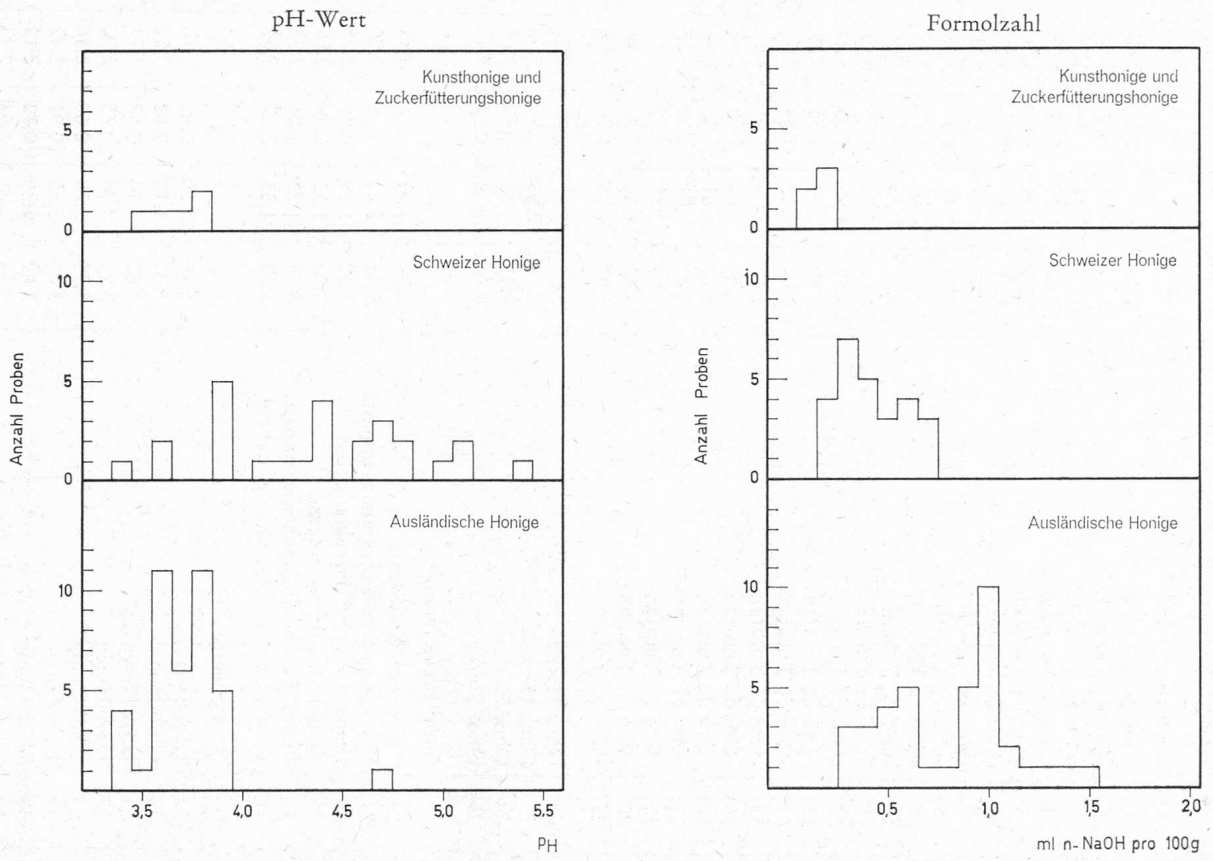 pH-Wert
Kunsthonige und
Zuckerfütterungshonige
5
0
Schweizer Honige
10
5
0
Ausländische Honige
10
5
3,5 4,0 4,5 5,0 5,5
PH
Anzahl Proben
Formolzahl
Kunsthonige und
Zuckerfütterungshonige
5
0
Schweizer Honige
10
5
0
Ausländische Honige
10
5
0,5 1,0 1,5 2,0
ml n-NaOH pro 100g
Anzahl Proben